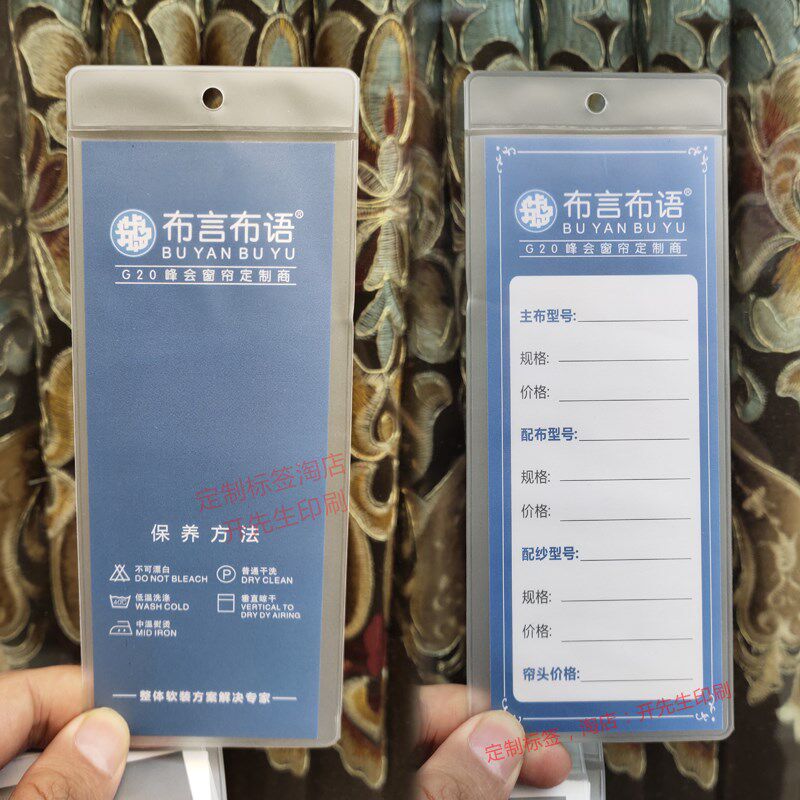 布言布语®
BU YAN BU YU
G20峰会窗帘定制商
定制标签淘店
开先生印刷
保养方法
不可漂白
DO NOT BLEACH
普通干洗
DRY CLEAN
低温洗涤
WASH COLD
垂直晾干
VERTICAL TO
DRY DY AIRING
中温熨烫
MID IRON
整体软装方案解决专家
布言布语®
BU YAN BU YU
G20峰会窗帘定制商
主布型号:
规格:
价格:
配布型号:
规格:
价格:
配纱型号:
规格:
价格:
帘头价格:
定制标签，淘店：开先生印刷